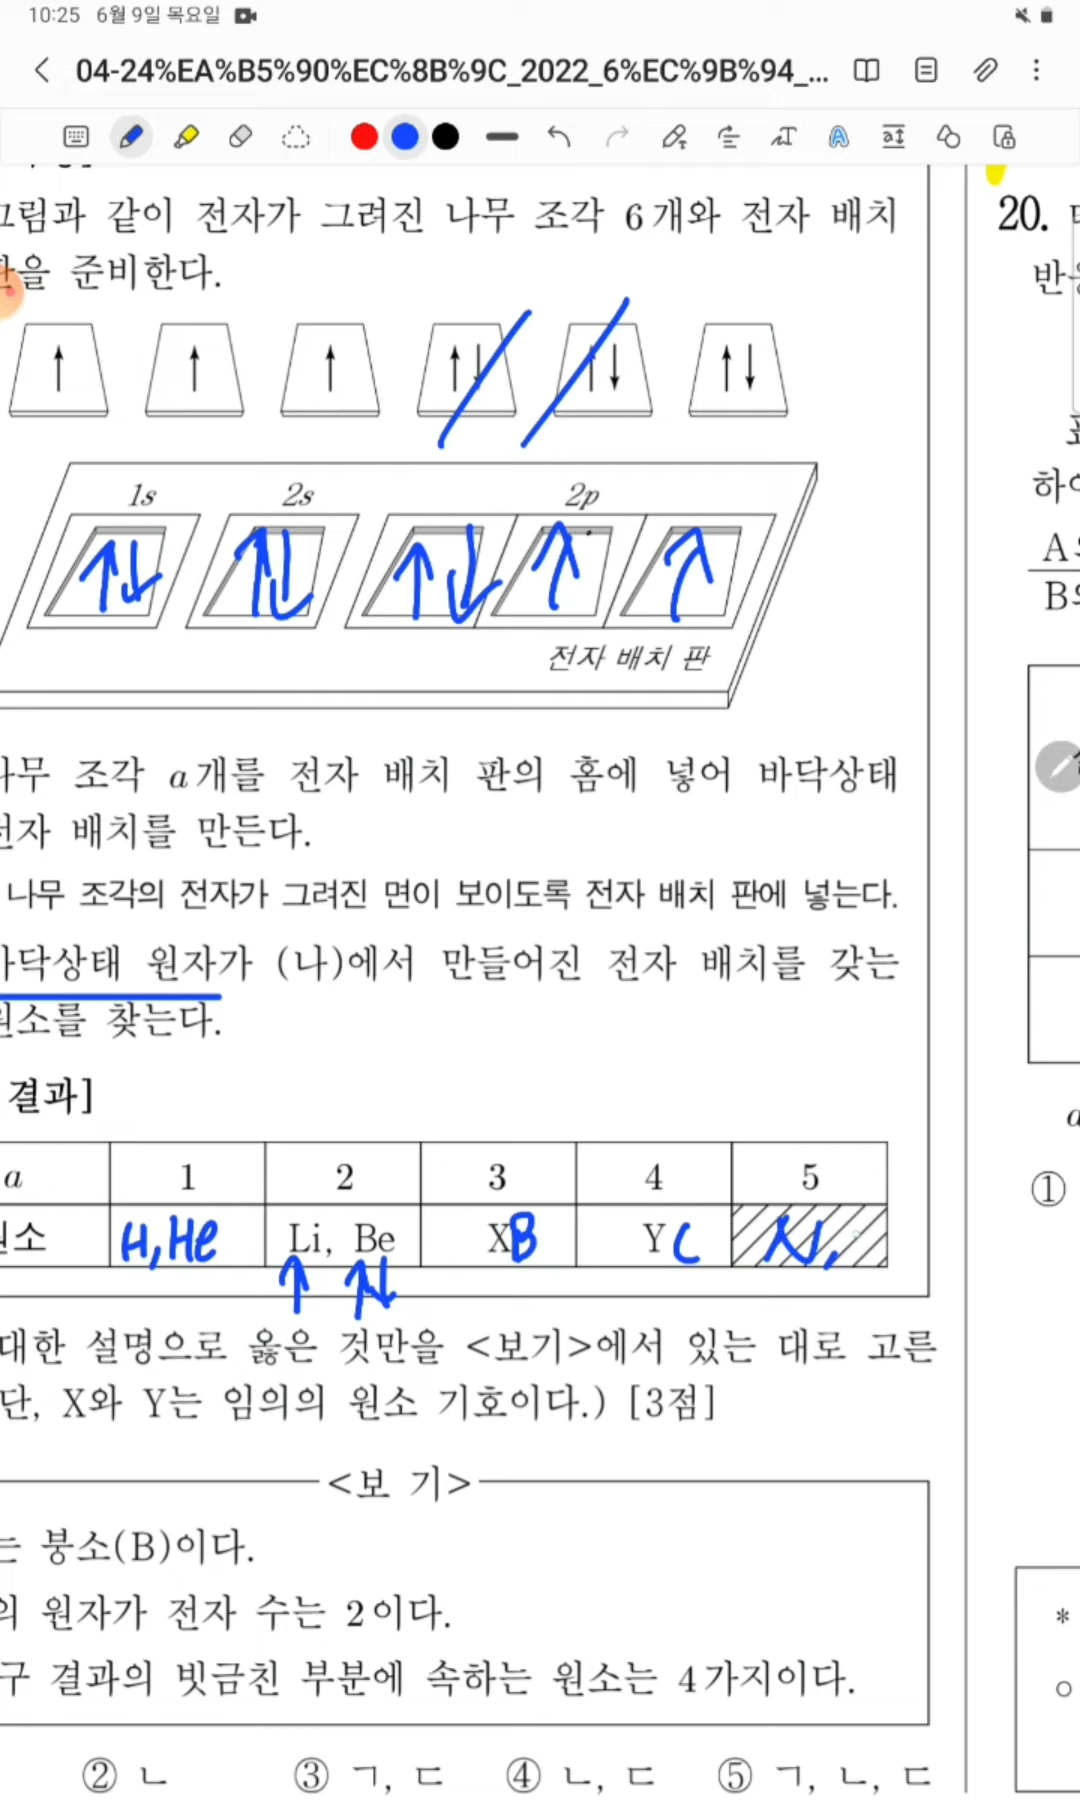 10:25 6월 9일 목요일
04-24%EA%B5%90%EC%8B%9C_2022_6%EC%9B%94_...
그림과 같이 전자가 그려진 나무 조각 6개와 전자 배치
판을 준비한다.
↑ ↑ ↑ ↑↓ ↑↓ ↑↓
1s 2s 2p
↑↓ ↑↓ ↑↓ ↑ ↑
전자 배치 판
나무 조각 a개를 전자 배치 판의 홈에 넣어 바닥상태
전자 배치를 만든다.
나무 조각의 전자가 그려진 면이 보이도록 전자 배치 판에 넣는다.
바닥상태 원자가 (나)에서 만들어진 전자 배치를 갖는
원소를 찾는다.
결과]
a 1 2 3 4 5
원소 H, He Li, Be X B Y C N,
↑ ↑↓
대한 설명으로 옳은 것만을 <보기>에서 있는 대로 고른
단, X와 Y는 임의의 원소 기호이다.) [3점]
<보 기>
는 붕소(B)이다.
의 원자가 전자 수는 2이다.
구 결과의 빗금친 부분에 속하는 원소는 4가지이다.
② ㄴ ③ ㄱ, ㄷ ④ ㄴ, ㄷ ⑤ ㄱ, ㄴ, ㄷ
20.
반응
하여
A
B
①
*
○